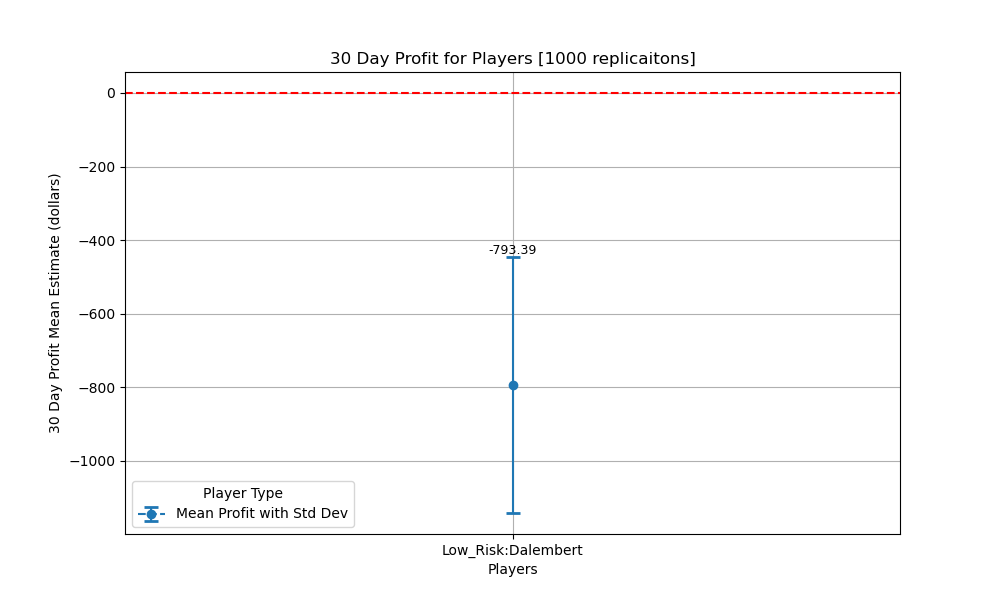 30 Day Profit for Players [1000 replicaitons]
30 Day Profit Mean Estimate (dollars)
0
−200
−400
−600
−800
−1000
-793.39
Player Type
Mean Profit with Std Dev
Low_Risk:Dalembert
Players